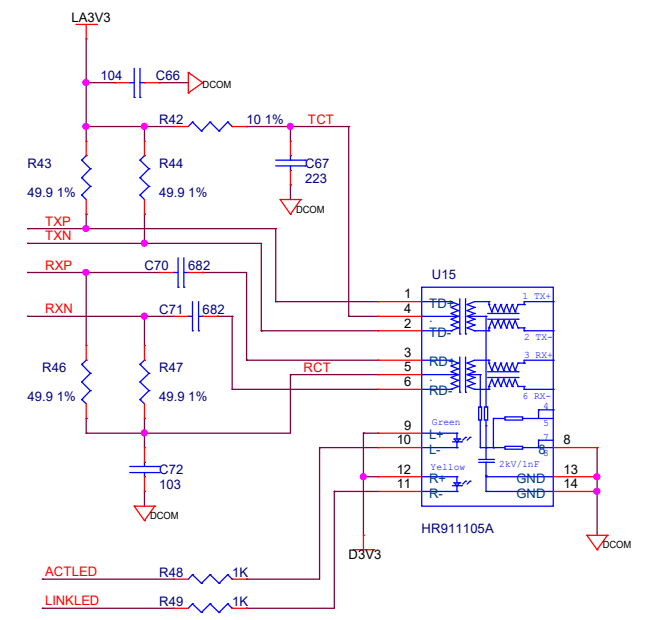 LA3V3
104 C66
DCOM
R42 10 1% TCT
R43 R44 C67
49.9 1% 49.9 1% 223
DCOM
TXP
TXN
RXP C70 682
RXN C71 682
U15
1 TD+ 1 TX+
4
2 TD- 2 TX-
3 RD+ 3 RX+
RCT 5
6 RD- 6 RX-
R46 R47
49.9 1% 49.9 1%
4
5
7
8
9 L+ Green
10 L- 8 8
C72
103
DCOM
Yellow 2kV/1nF
12 R+ GND 13
11 R- GND 14
HR911105A
DCOM
D3V3
ACTLED R48 1K
LINKLED R49 1K